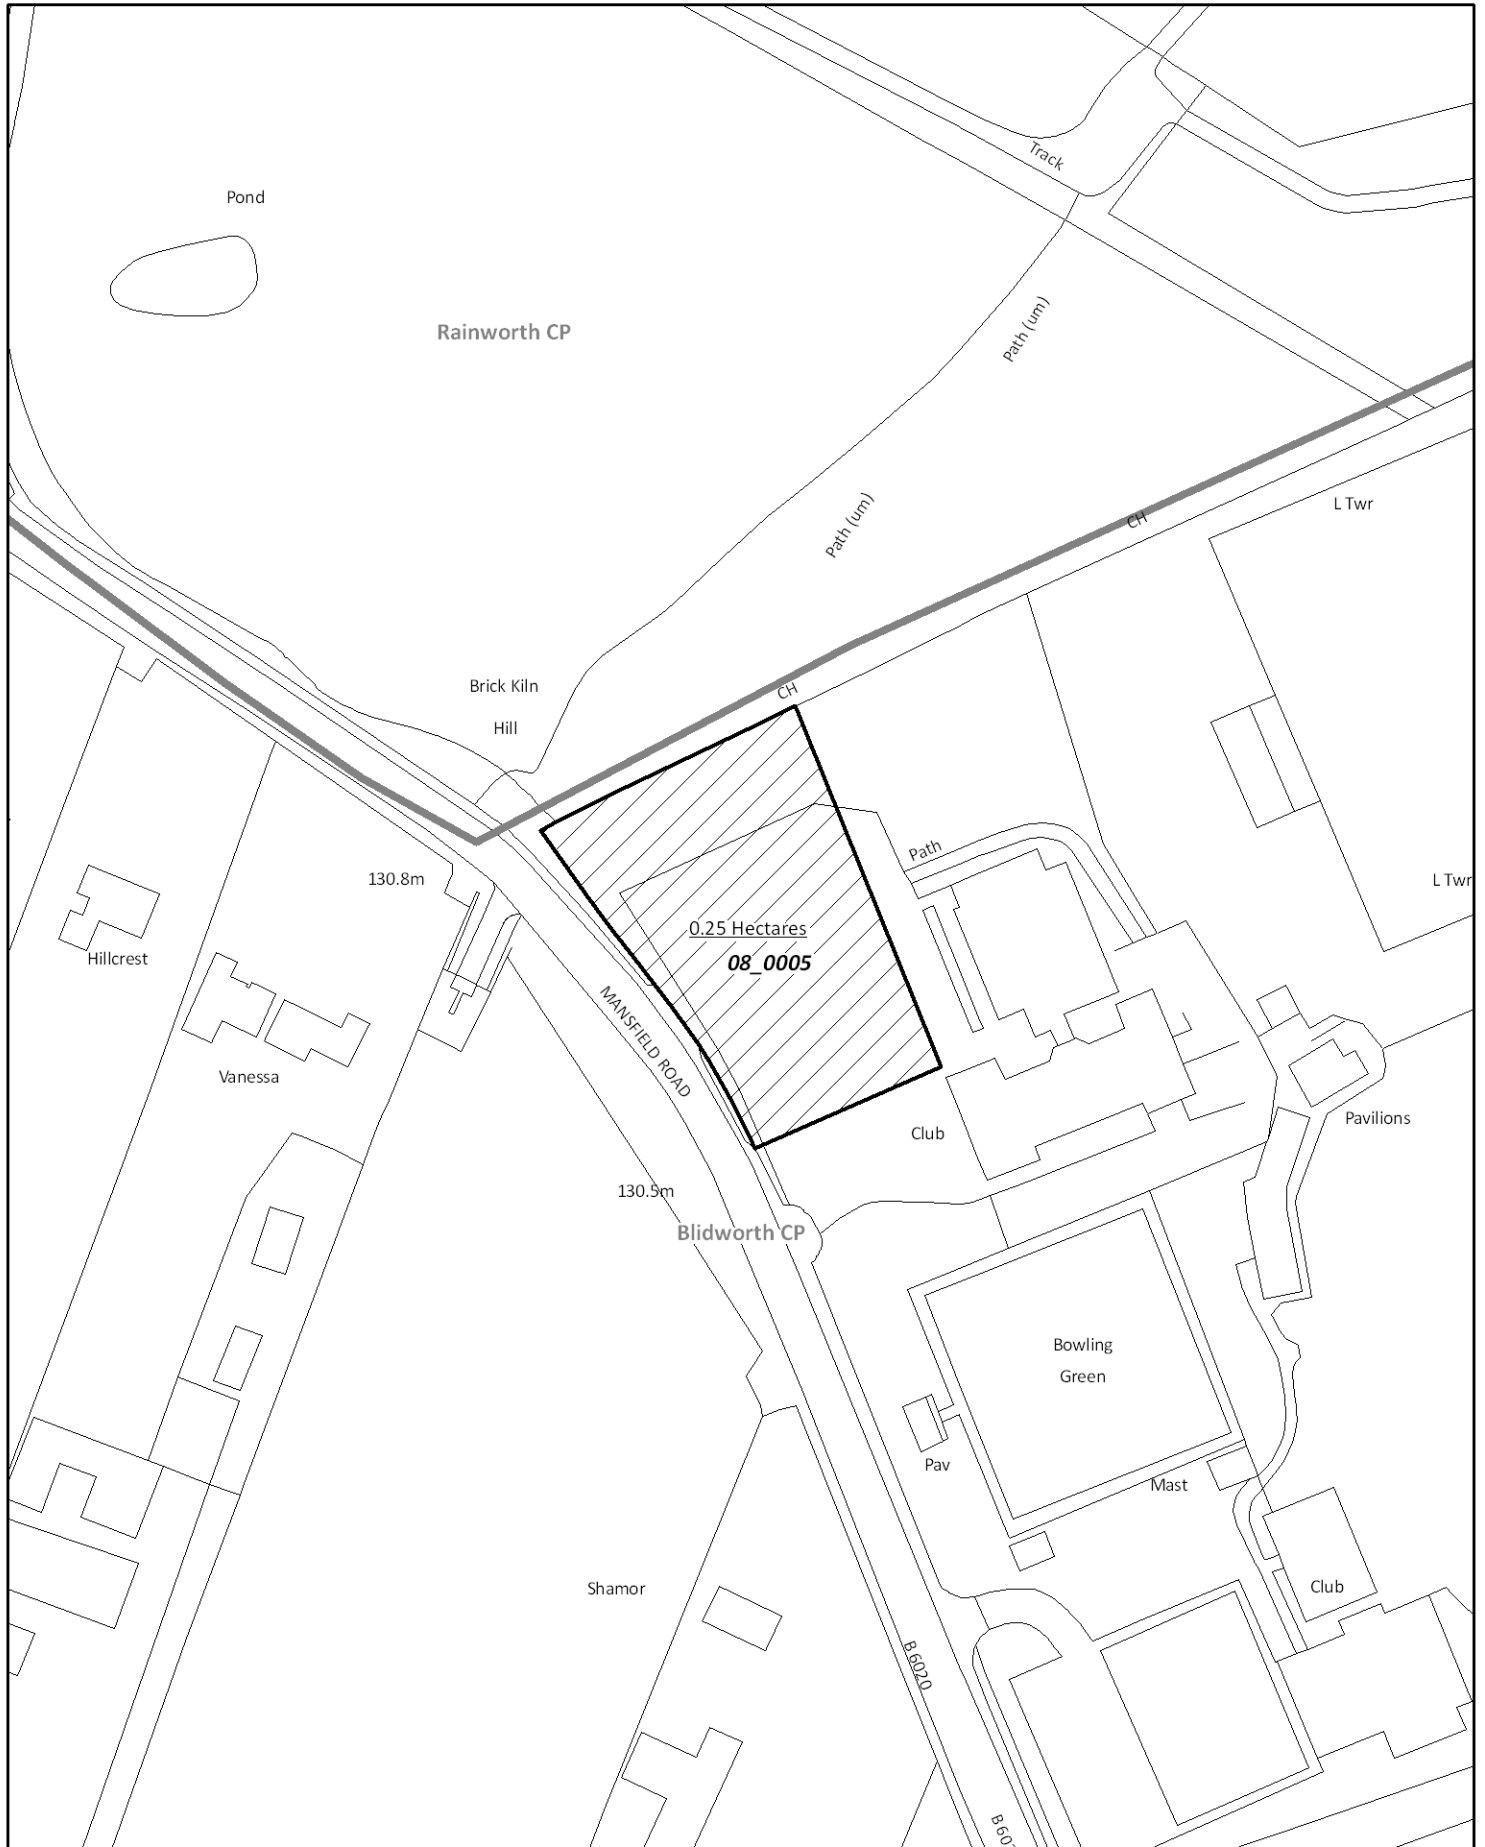 Track
Pond
Path (um)
Rainworth CP
L Twr
Path (um)
CH
Brick Kiln
Hill
CH
Path
130.8m
L Twr
0.25 Hectares
Hillcrest
08_0005
MANSFIELD ROAD
Vanessa
Pavilions
Club
130.5m
Blidworth CP
Bowling
Green
Pav
Mast
Shamor
Club
B 6020
B 60